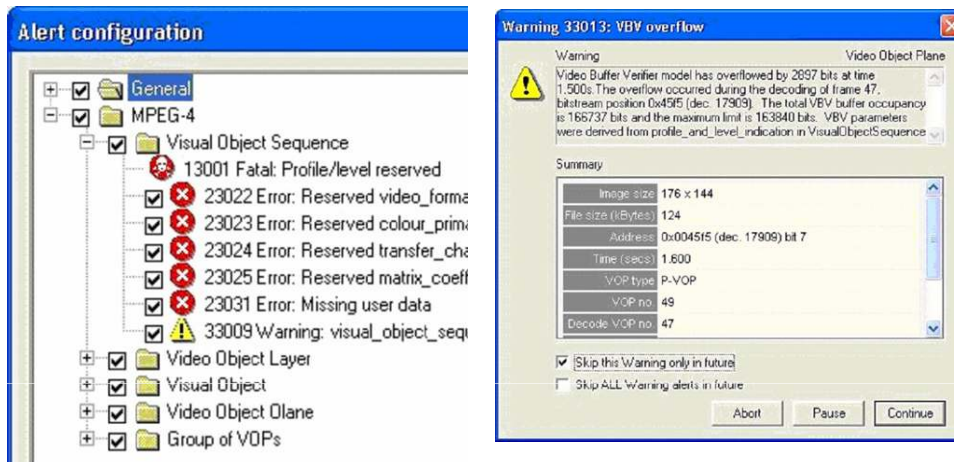 Alert configuration
General
MPEG-4
Visual Object Sequence
13001 Fatal: Profile/level reserved
23022 Error: Reserved video_forma
23023 Error: Reserved colour_prim
23024 Error: Reserved transfer_cha
23025 Error: Reserved matrix_coeff
23031 Error: Missing user data
33009 Warning: visual_object_sequ
Video Object Layer
Visual Object
Video Object Olane
Group of VOPs
Warning 33013: VBV overflow
Warning Video Object Plane
Video Buffer Verifier model has overflowed by 2897 bits at time
1.500s.The overflow occurred during the decoding of frame 47,
bitstream position 0x45f5 (dec. 17909). The total VBV buffer occupancy
is 166737 bits and the maximum limit is 163840 bits. VBV parameters
were derived from profile_and_level_indication in VisualObjectSequence
Summary
Image size 176 x 144
File size (kBytes) 124
Address 0x0045f5 (dec. 17909) bit 7
Time (secs) 1.600
VOP type P-VOP
VOP no. 49
Decode VOP no. 47
Skip this Warning only in future
Skip ALL Warning alerts in future
Abort Pause Continue